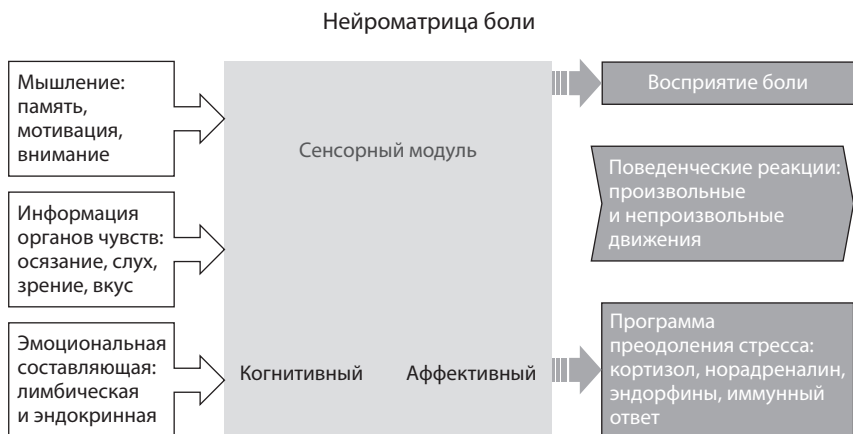 Нейроматрица боли
Мышление:
память,
мотивация,
внимание
Информация
органов чувств:
осязание, слух,
зрение, вкус
Эмоциональная
составляющая:
лимбическая
и эндокринная
Сенсорный модуль
Когнитивный
Аффективный
Восприятие боли
Поведенческие реакции:
произвольные
и непроизвольные
движения
Программа
преодоления стресса:
кортизол, норадреналин,
эндорфины, иммунный
ответ